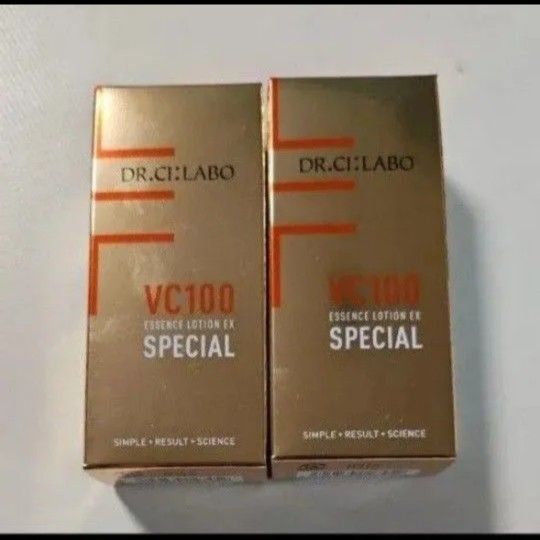 DR.CI:LABO
VC100
ESSENCE LOTION EX
SPECIAL
SIMPLE + RESULT + SCIENCE
DR.CI:LABO
VC100
ESSENCE LOTION EX
SPECIAL
SIMPLE + RESULT + SCIENCE